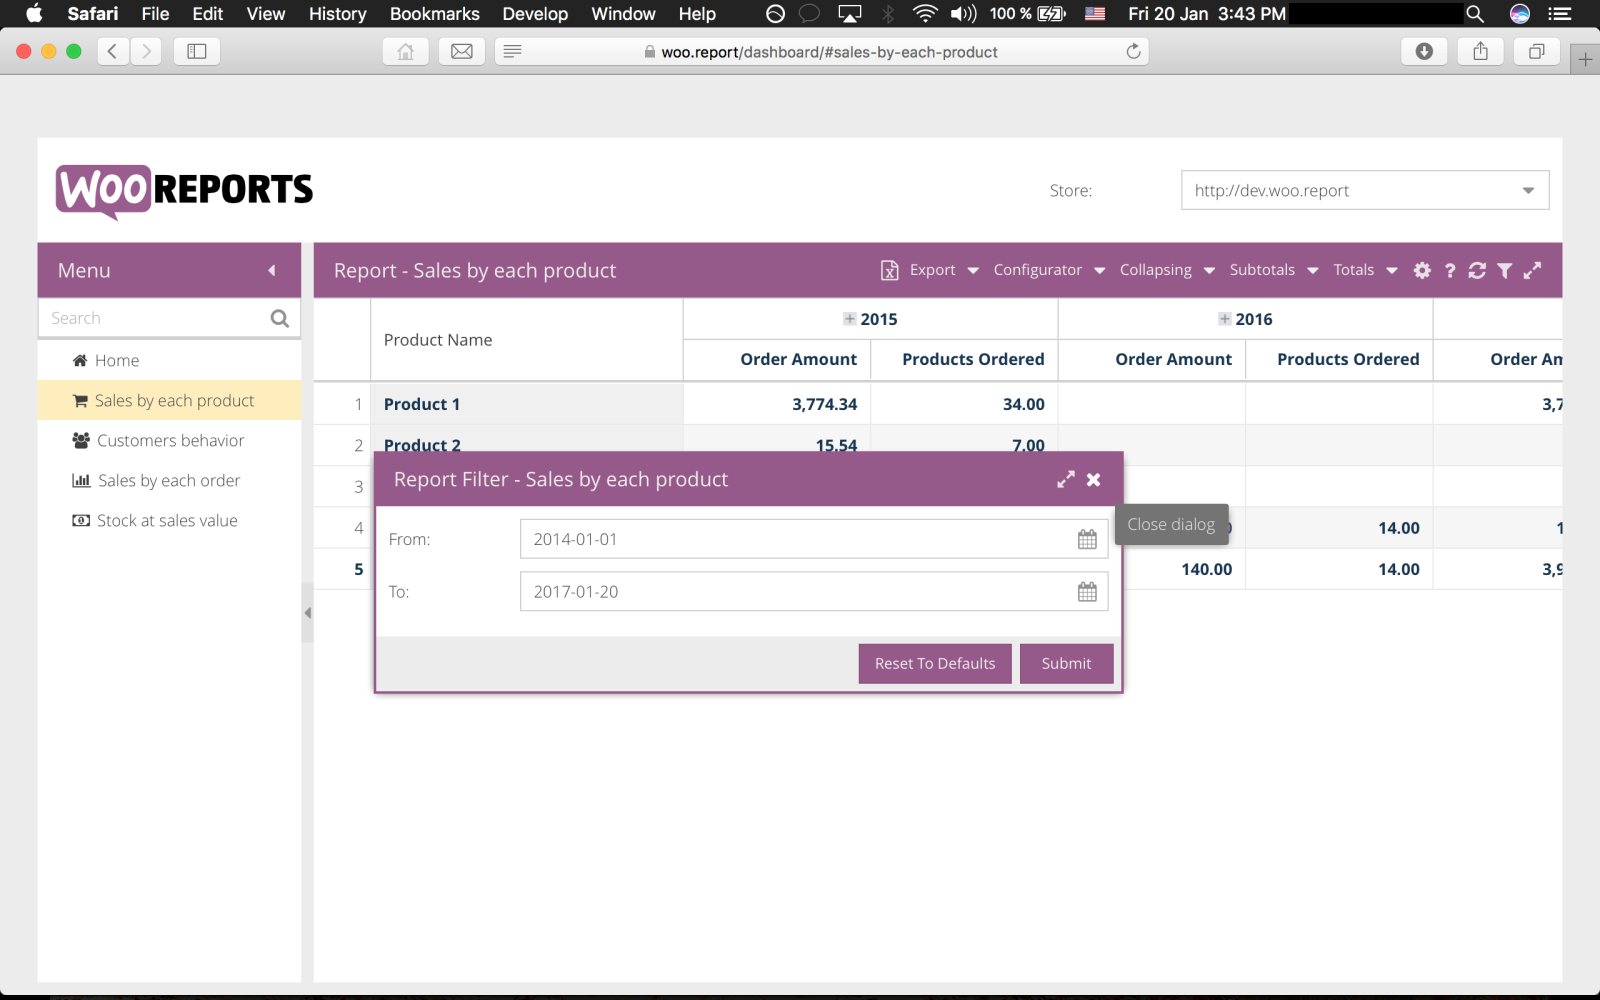 Safari File Edit View History Bookmarks Develop Window Help 100 % Fri 20 Jan 3:43 PM
woo.report/dashboard/#sales-by-each-product
WOO REPORTS
Store: http://dev.woo.report
Menu
Report - Sales by each product Export Configurator Collapsing Subtotals Totals ?
Search
Home
Sales by each product
Customers behavior
Sales by each order
Stock at sales value
Product Name 2015 2016
Order Amount Products Ordered Order Amount Products Ordered Order Am
1 Product 1 3,774.34 34.00 3,7
2 Product 2 15.54 7.00
3
4 14.00 1
5 140.00 14.00 3,9
Report Filter - Sales by each product
Close dialog
From: 2014-01-01
To: 2017-01-20
Reset To Defaults Submit